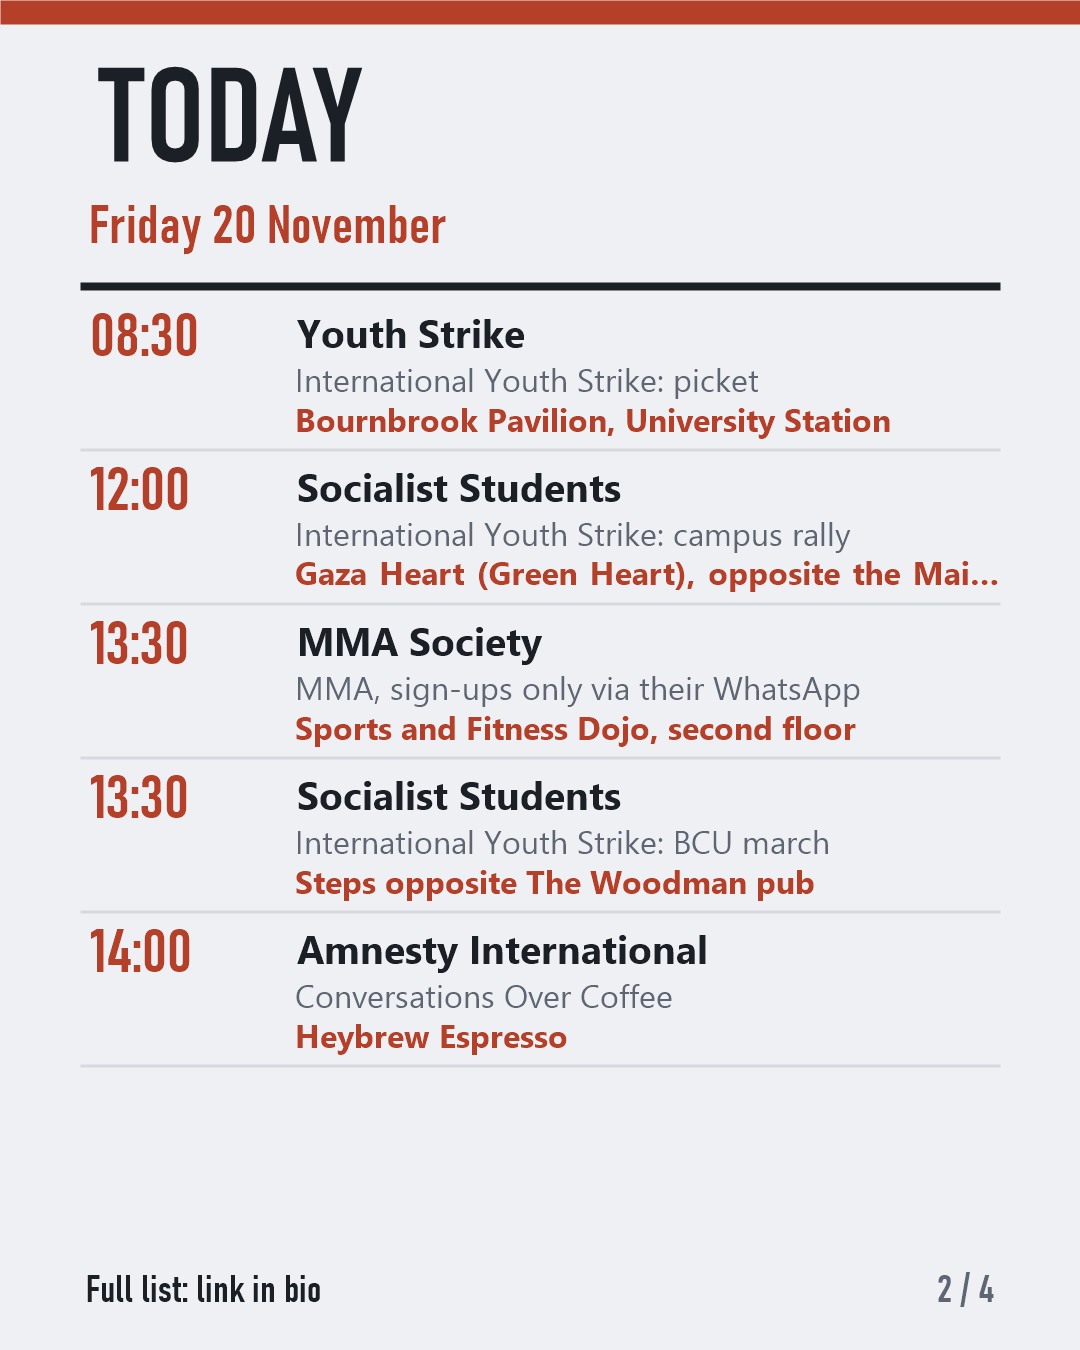 TODAY
Friday 20 November
08:30
Youth Strike
International Youth Strike: picket
Bournbrook Pavilion, University Station
12:00
Socialist Students
International Youth Strike: campus rally
Gaza Heart (Green Heart), opposite the Mai...
13:30
MMA Society
MMA, sign-ups only via their WhatsApp
Sports and Fitness Dojo, second floor
13:30
Socialist Students
International Youth Strike: BCU march
Steps opposite The Woodman pub
14:00
Amnesty International
Conversations Over Coffee
Heybrew Espresso
Full list: link in bio
2 / 4